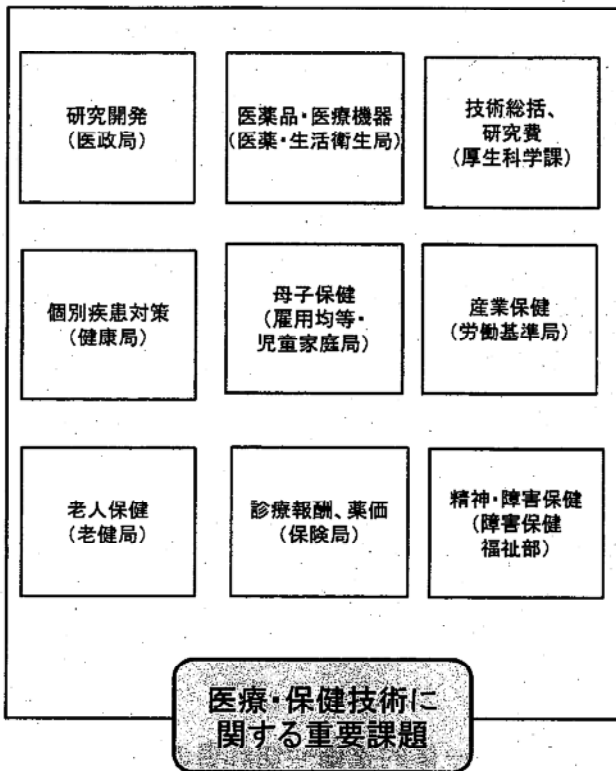 研究開発
(医政局)
医薬品・医療機器
(医薬・生活衛生局)
技術総括、
研究費
(厚生科学課)
個別疾患対策
(健康局)
母子保健
(雇用均等・
児童家庭局)
産業保健
(労働基準局)
老人保健
(老健局)
診療報酬、薬価
(保険局)
精神・障害保健
(障害保健
福祉部)
医療・保健技術に
関する重要課題